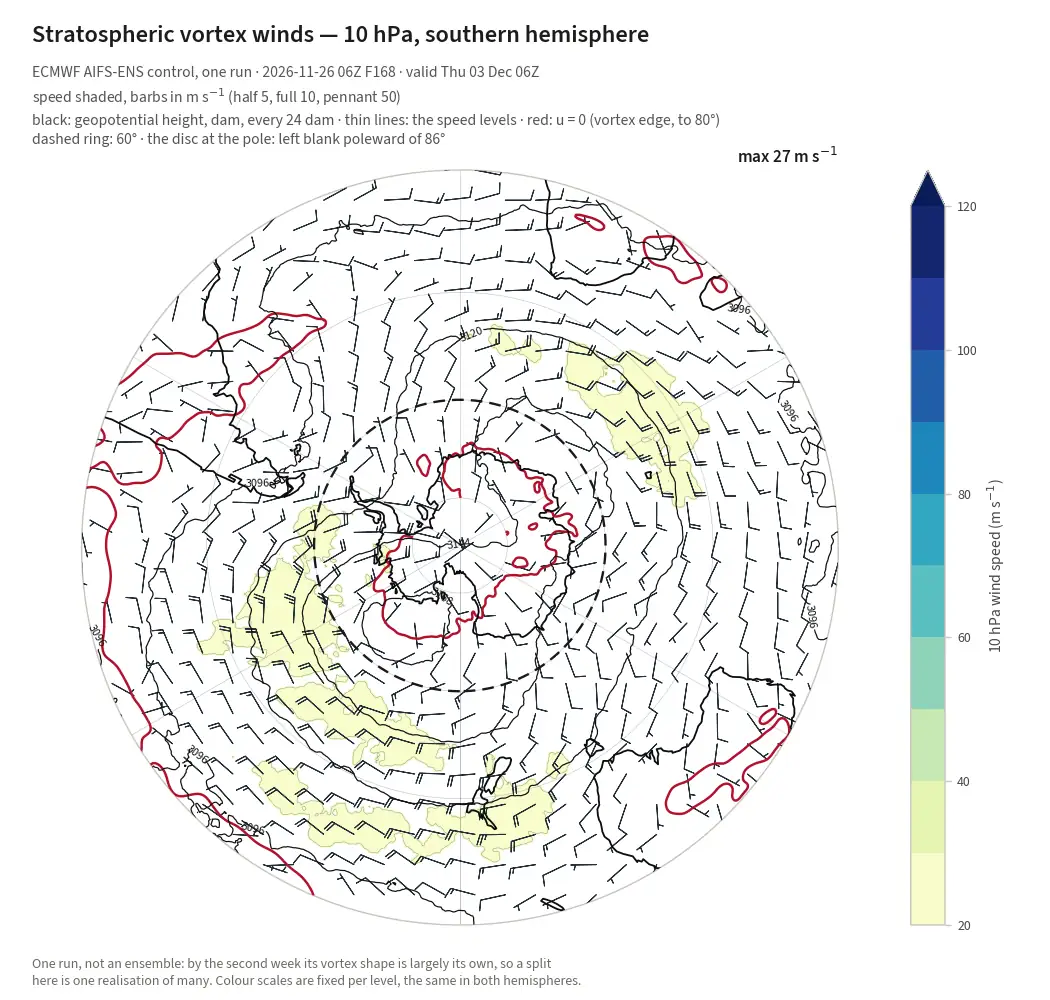 Stratospheric vortex winds — 10 hPa, southern hemisphere
ECMWF AIFS-ENS control, one run · 2026-11-26 06Z F168 · valid Thu 03 Dec 06Z
speed shaded, barbs in m s⁻¹ (half 5, full 10, pennant 50)
black: geopotential height, dam, every 24 dam · thin lines: the speed levels · red: u = 0 (vortex edge, to 80°)
dashed ring: 60° · the disc at the pole: left blank poleward of 86°
max 27 m s⁻¹
120
100
80
60
40
20
10 hPa wind speed (m s⁻¹)
3096
3120
3096
3096
3096
3096
3096
3096
One run, not an ensemble: by the second week its vortex shape is largely its own, so a split
here is one realisation of many. Colour scales are fixed per level, the same in both hemispheres.